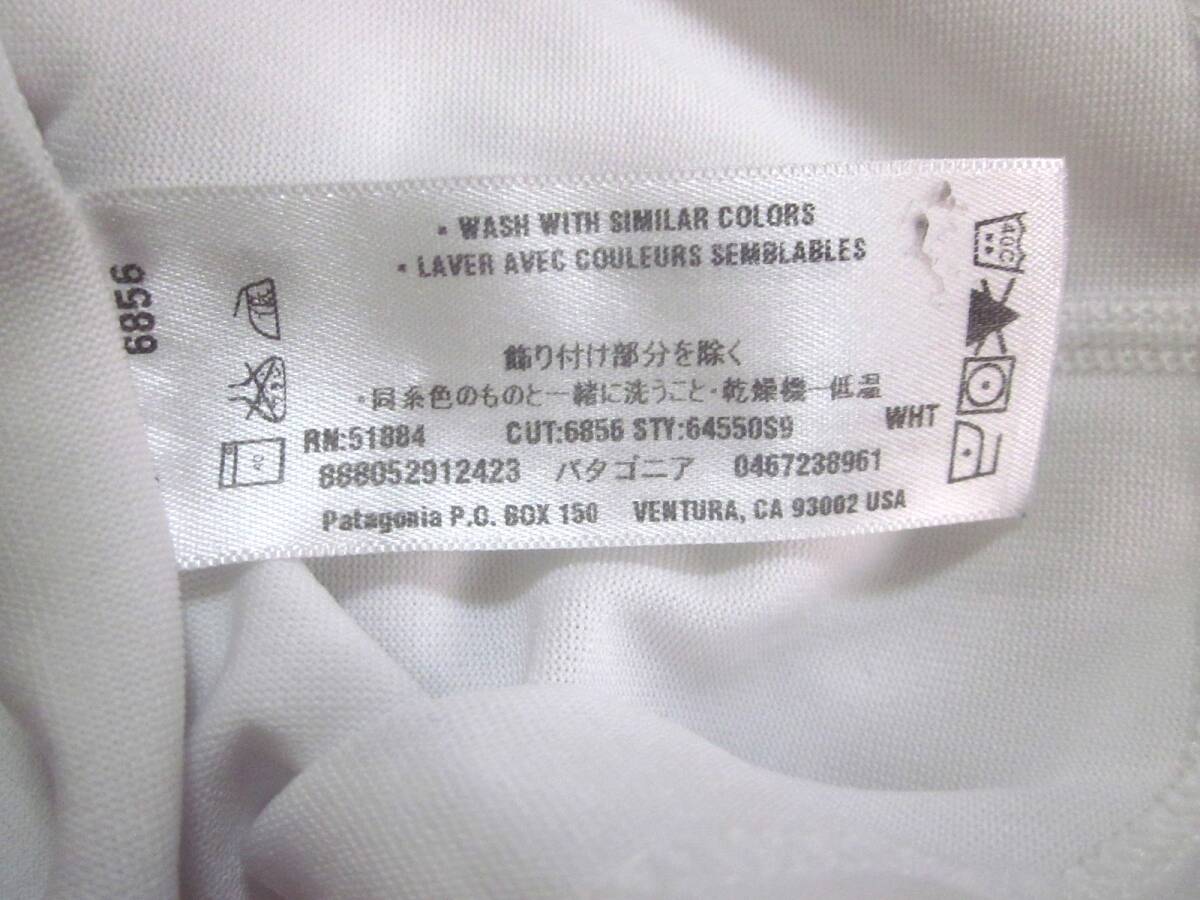 • WASH WITH SIMILAR COLORS
• LAVER AVEC COULEURS SEMBLABLES
飾り付け部分を除く
・同系色のものと一緒に洗うこと・乾燥機－低温
RN:51884 CUT:6856 STY:64550S9 WHT
888052912423 パタゴニア 0467238961
Patagonia P.O. BOX 150 VENTURA, CA 93002 USA
6856
40C